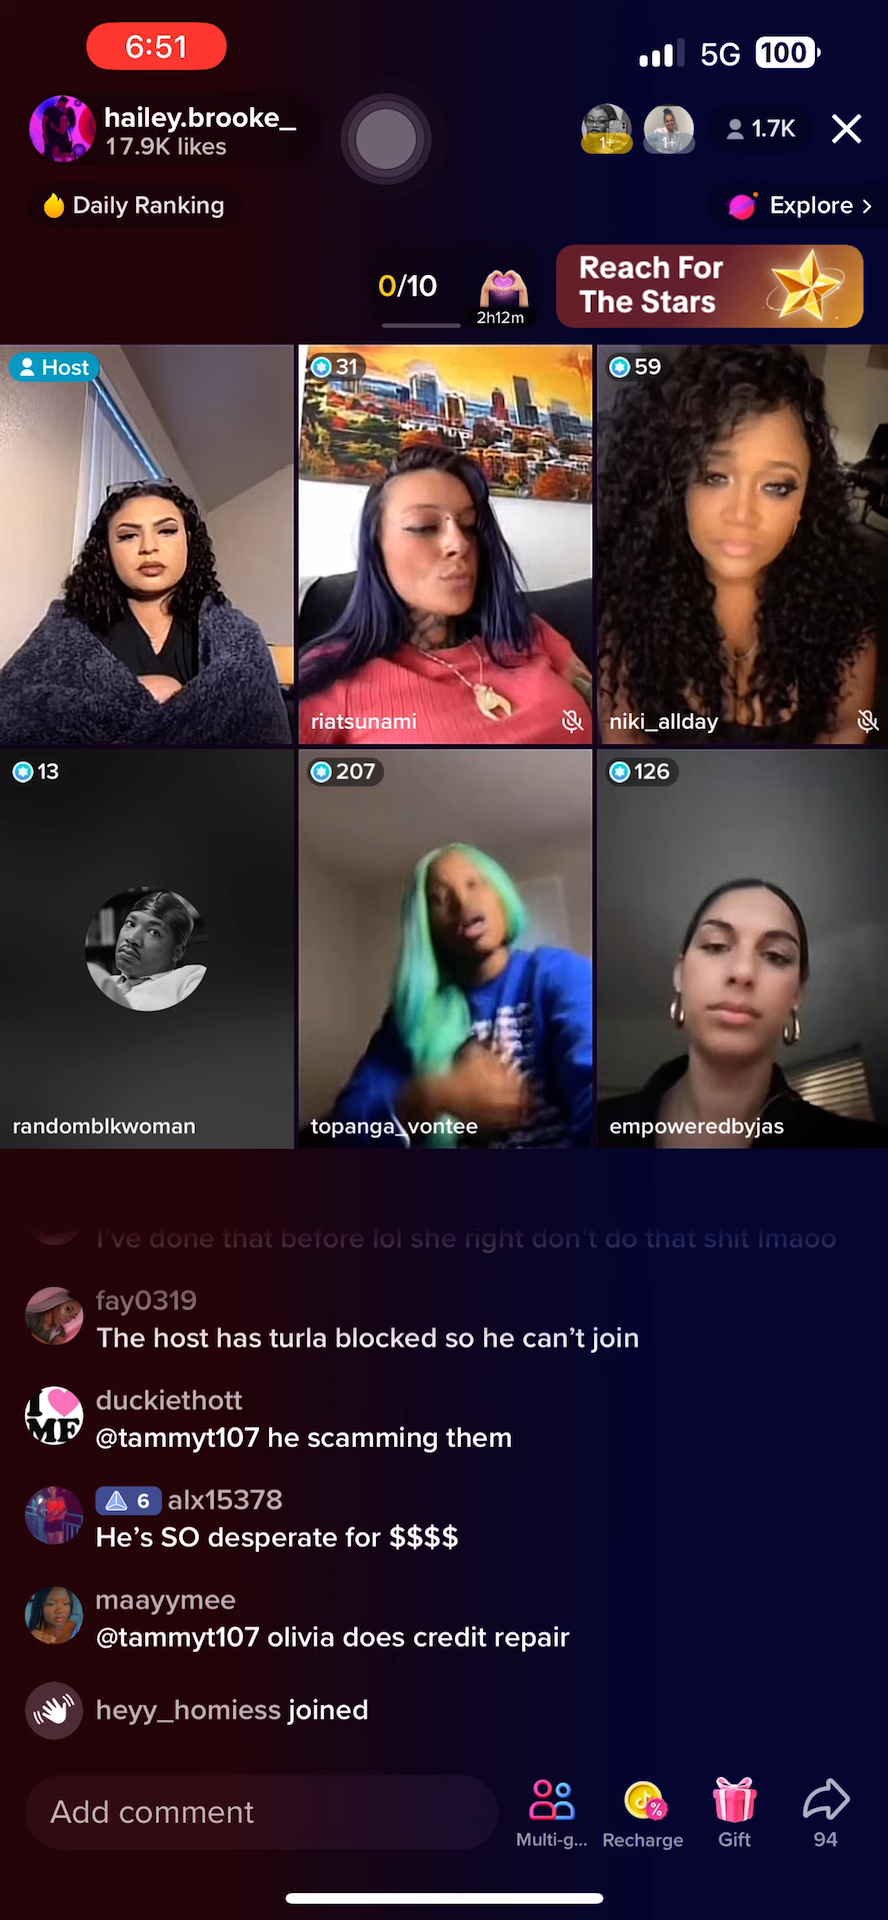 6:51
5G
100
hailey.brooke_
17.9K likes
1+
1+
1.7K
Daily Ranking
Explore >
0/10
2h12m
Reach For
The Stars
Host
31
59
riatsunami
niki_allday
13
207
126
randomblkwoman
topanga_vontee
empoweredbyjas
I've done that before lol she right don't do that shit lmaoo
fay0319
The host has turla blocked so he can't join
I ME
duckiethott
@tammyt107 he scamming them
6 alx15378
He's SO desperate for $$$$
maayymee
@tammyt107 olivia does credit repair
heyy_homiess joined
Add comment
Multi-g...
Recharge
Gift
94